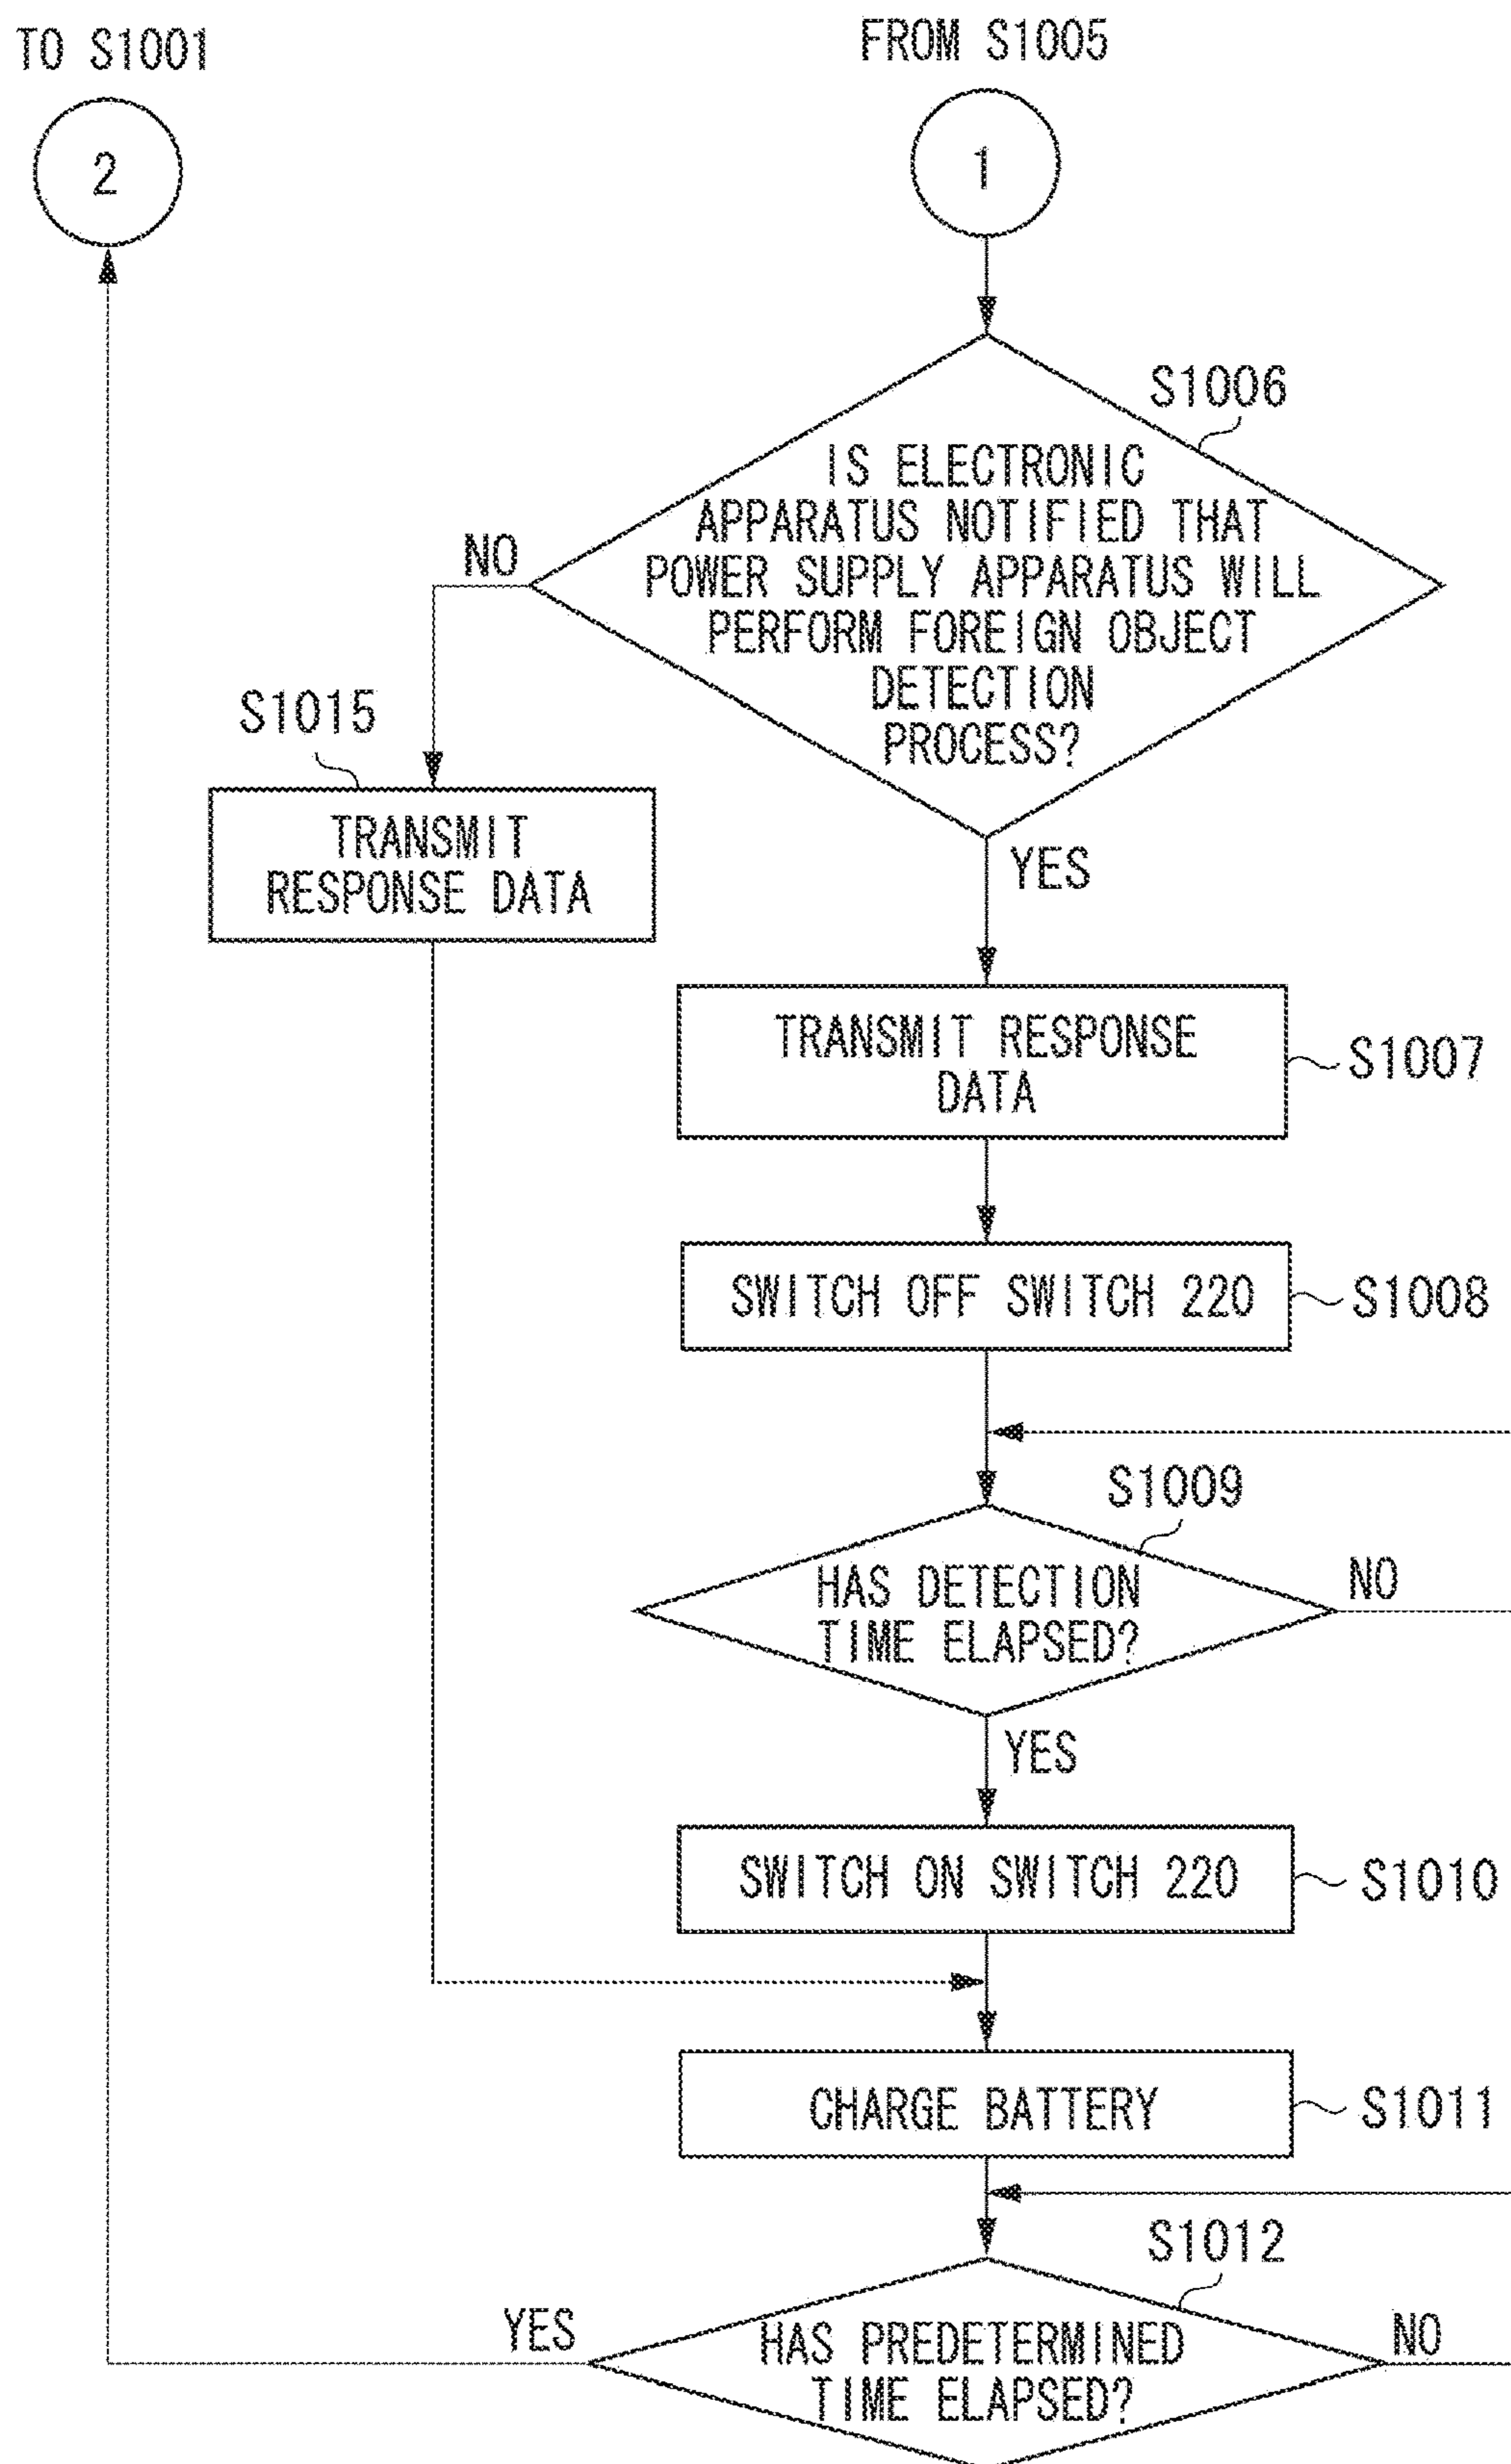 TO S1001
FROM S1005
2
1
S1006
IS ELECTRONIC
APPARATUS NOTIFIED THAT
POWER SUPPLY APPARATUS WILL
PERFORM FOREIGN OBJECT
DETECTION
PROCESS?
NO
S1015
TRANSMIT
RESPONSE DATA
YES
TRANSMIT RESPONSE
DATA
S1007
SWITCH OFF SWITCH 220
S1008
S1009
HAS DETECTION
TIME ELAPSED?
NO
YES
SWITCH ON SWITCH 220
S1010
CHARGE BATTERY
S1011
S1012
YES
HAS PREDETERMINED
TIME ELAPSED?
NO